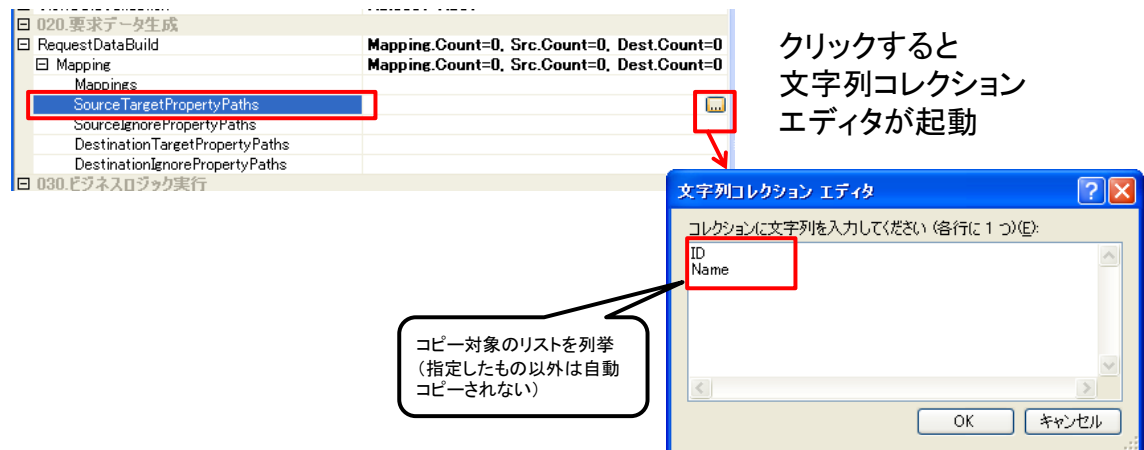 020.要求データ生成
RequestDataBuild Mapping.Count=0, Src.Count=0, Dest.Count=0
Mapping Mapping.Count=0, Src.Count=0, Dest.Count=0
Mappings
SourceTargetPropertyPaths ...
SourceIgnorePropertyPaths
DestinationTargetPropertyPaths
DestinationIgnorePropertyPaths
030.ビジネスロジック実行
クリックすると
文字列コレクション
エディタが起動
文字列コレクション エディタ
コレクションに文字列を入力してください (各行に 1 つ)(E):
ID
Name
コピー対象のリストを列挙
(指定したもの以外は自動
コピーされない)
OK キャンセル